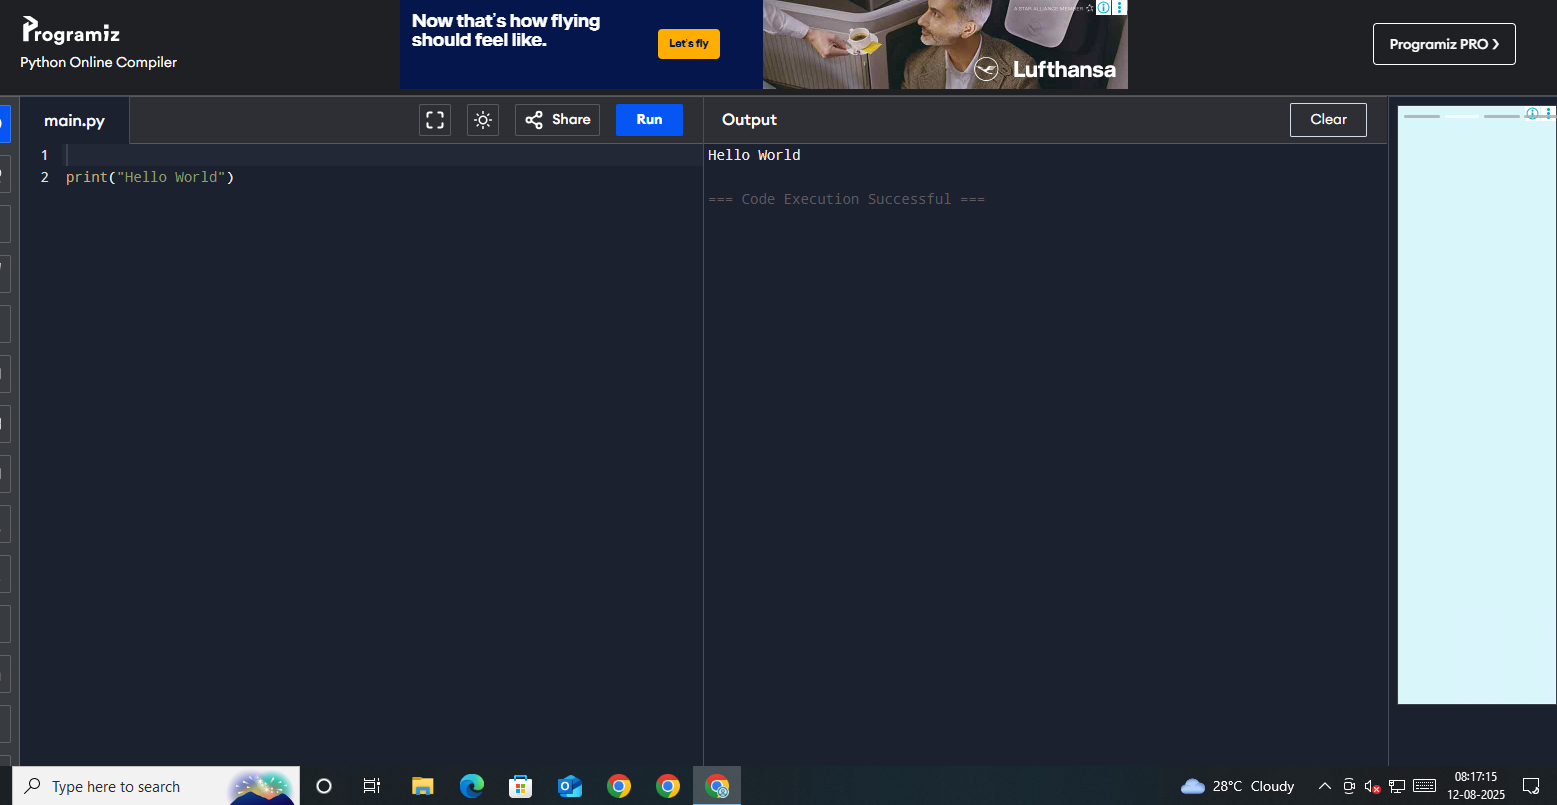 Programiz
Python Online Compiler
Now that's how flying
should feel like.
Let's fly
A STAR ALLIANCE MEMBER
Lufthansa
Programiz PRO ❯
main.py
Share
Run
Output
Clear
1
2 print("Hello World")
Hello World
=== Code Execution Successful ===
Type here to search
28°C Cloudy
08:17:15
12-08-2025